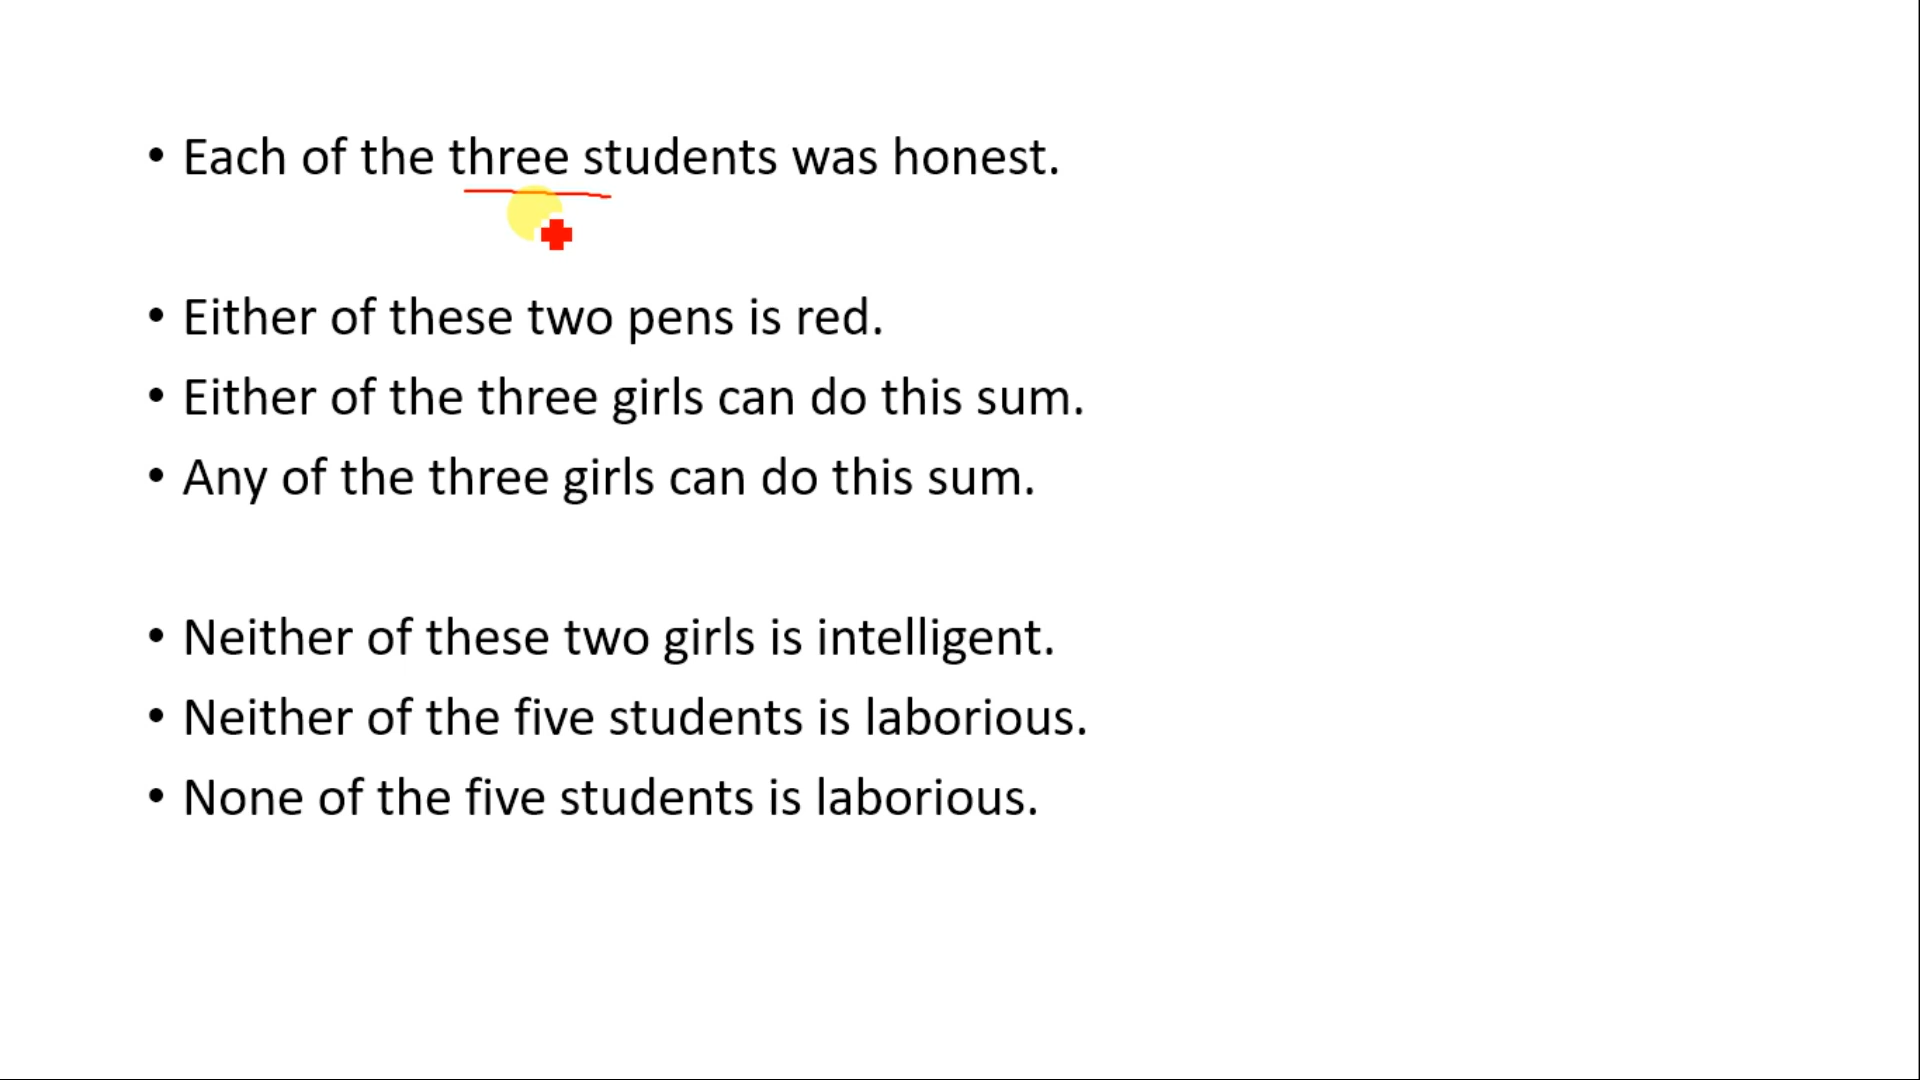 • Each of the three students was honest.
• Either of these two pens is red.
• Either of the three girls can do this sum.
• Any of the three girls can do this sum.
• Neither of these two girls is intelligent.
• Neither of the five students is laborious.
• None of the five students is laborious.